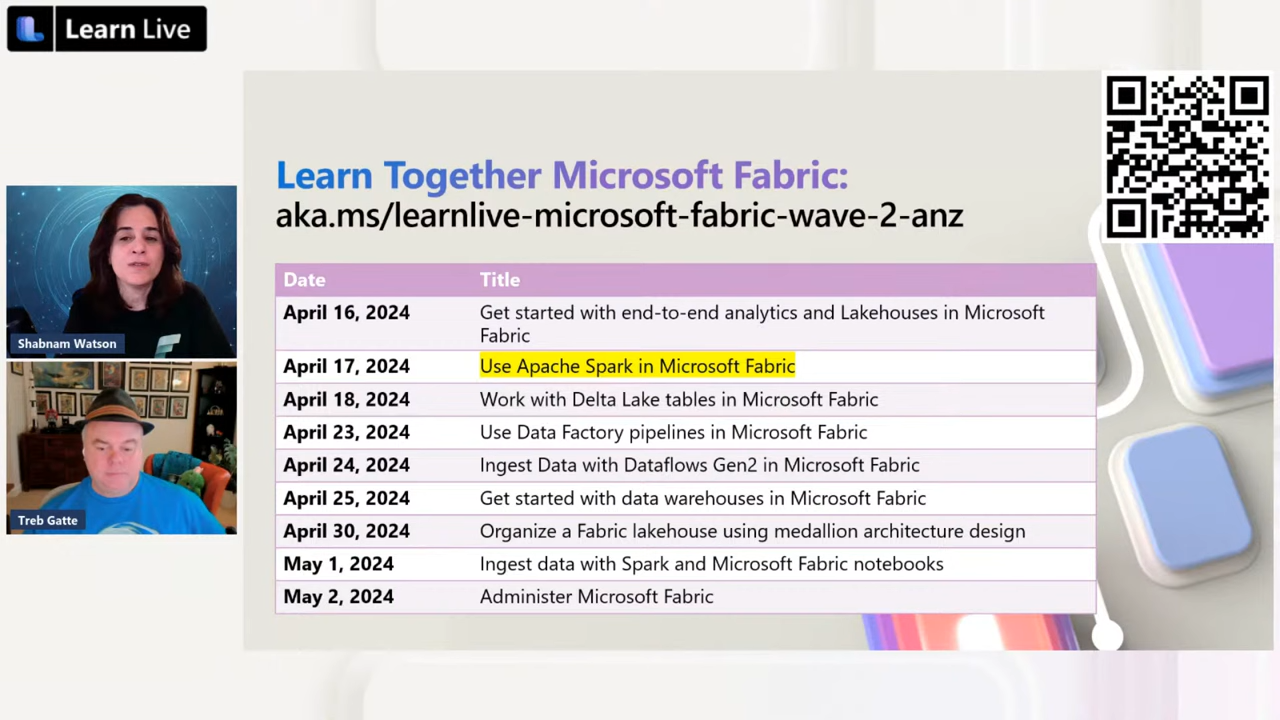 Learn Live
Learn Together Microsoft Fabric:
aka.ms/learnlive-microsoft-fabric-wave-2-anz
Date Title
April 16, 2024 Get started with end-to-end analytics and Lakehouses in Microsoft
Fabric
April 17, 2024 Use Apache Spark in Microsoft Fabric
April 18, 2024 Work with Delta Lake tables in Microsoft Fabric
April 23, 2024 Use Data Factory pipelines in Microsoft Fabric
April 24, 2024 Ingest Data with Dataflows Gen2 in Microsoft Fabric
April 25, 2024 Get started with data warehouses in Microsoft Fabric
April 30, 2024 Organize a Fabric lakehouse using medallion architecture design
May 1, 2024 Ingest data with Spark and Microsoft Fabric notebooks
May 2, 2024 Administer Microsoft Fabric
Shabnam Watson
Treb Gatte